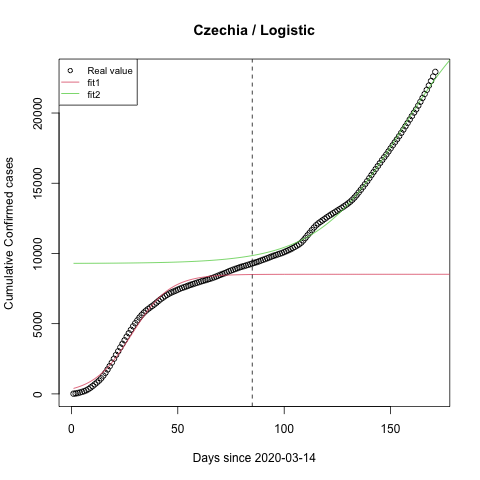 Czechia / Logistic
Real value
fit1
fit2
Cumulative Confirmed cases
20000
15000
10000
5000
0
0 50 100 150
Days since 2020-03-14